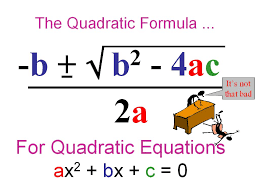 The Quadratic Formula ...
-b ± √ b² - 4ac
2a
It's not
that bad
For Quadratic Equations
ax² + bx + c = 0